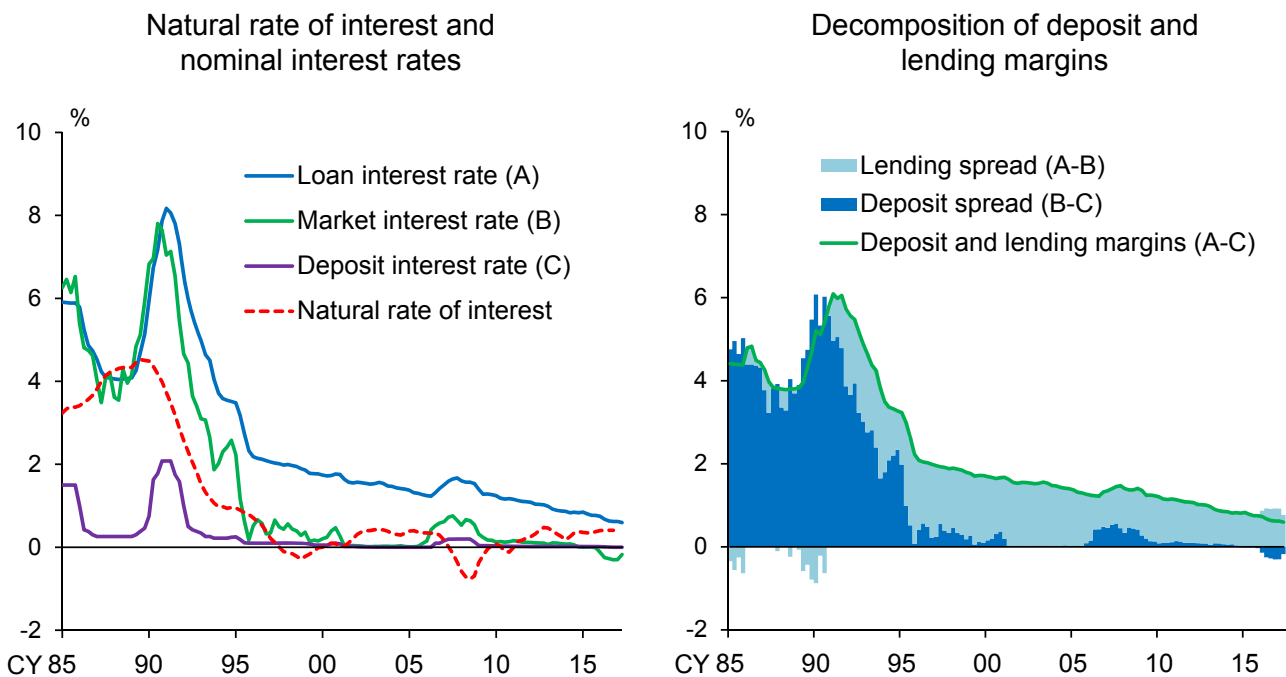 Natural rate of interest and
nominal interest rates
%
10
8
6
4
2
0
-2
Loan interest rate (A)
Market interest rate (B)
Deposit interest rate (C)
Natural rate of interest
CY 85 90 95 00 05 10 15
Decomposition of deposit and
lending margins
%
10
8
6
4
2
0
-2
Lending spread (A-B)
Deposit spread (B-C)
Deposit and lending margins (A-C)
CY 85 90 95 00 05 10 15